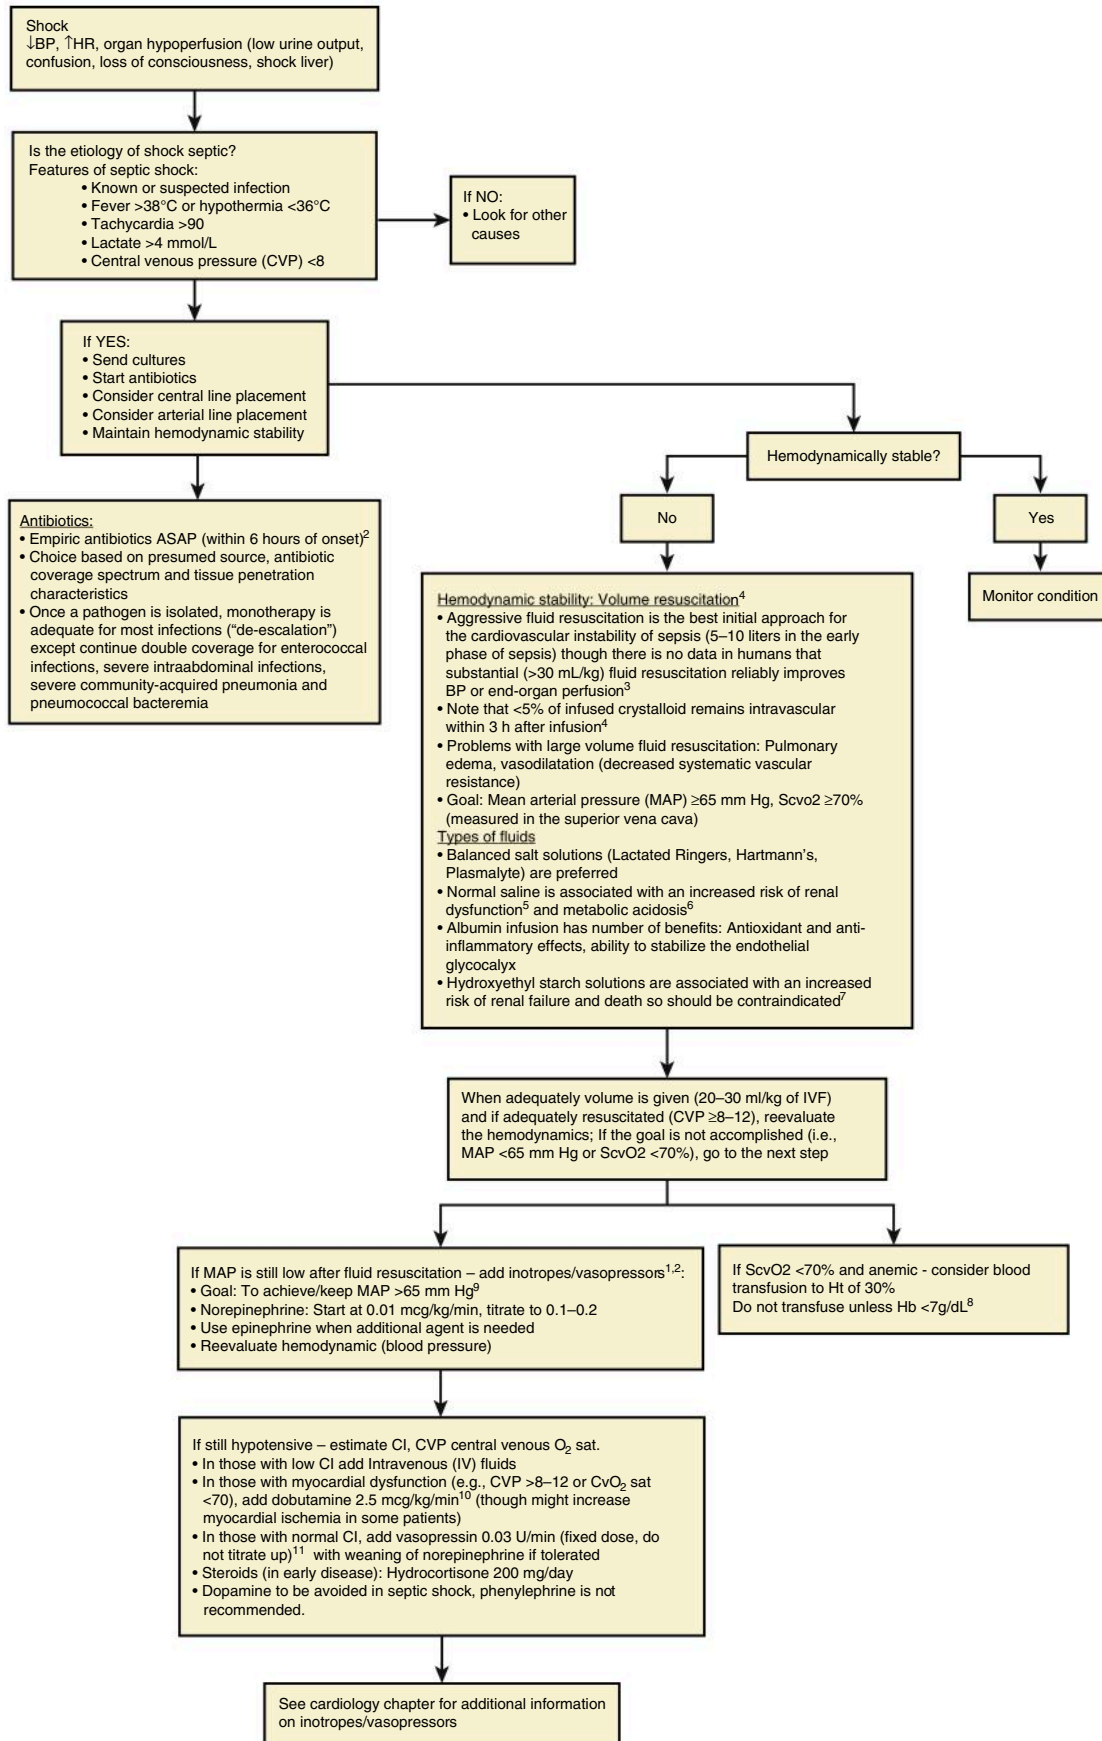 Shock
↓BP, ↑HR, organ hypoperfusion (low urine output,
confusion, loss of consciousness, shock liver)
Is the etiology of shock septic?
Features of septic shock:
• Known or suspected infection
• Fever >38°C or hypothermia <36°C
• Tachycardia >90
• Lactate >4 mmol/L
• Central venous pressure (CVP) <8
If NO:
• Look for other
causes
If YES:
• Send cultures
• Start antibiotics
• Consider central line placement
• Consider arterial line placement
• Maintain hemodynamic stability
Hemodynamically stable?
No
Yes
Monitor condition
Antibiotics:
• Empiric antibiotics ASAP (within 6 hours of onset)2
• Choice based on presumed source, antibiotic
coverage spectrum and tissue penetration
characteristics
• Once a pathogen is isolated, monotherapy is
adequate for most infections (“de-escalation”)
except continue double coverage for enterococcal
infections, severe intraabdominal infections,
severe community-acquired pneumonia and
pneumococcal bacteremia
Hemodynamic stability: Volume resuscitation4
• Aggressive fluid resuscitation is the best initial approach for
the cardiovascular instability of sepsis (5–10 liters in the early
phase of sepsis) though there is no data in humans that
substantial (>30 mL/kg) fluid resuscitation reliably improves
BP or end-organ perfusion3
• Note that <5% of infused crystalloid remains intravascular
within 3 h after infusion4
• Problems with large volume fluid resuscitation: Pulmonary
edema, vasodilatation (decreased systematic vascular
resistance)
• Goal: Mean arterial pressure (MAP) ≥65 mm Hg, Scvo2 ≥70%
(measured in the superior vena cava)
Types of fluids
• Balanced salt solutions (Lactated Ringers, Hartmann’s,
Plasmalyte) are preferred
• Normal saline is associated with an increased risk of renal
dysfunction5 and metabolic acidosis6
• Albumin infusion has number of benefits: Antioxidant and anti-
inflammatory effects, ability to stabilize the endothelial
glycocalyx
• Hydroxyethyl starch solutions are associated with an increased
risk of renal failure and death so should be contraindicated7
When adequately volume is given (20–30 ml/kg of IVF)
and if adequately resuscitated (CVP ≥8–12), reevaluate
the hemodynamics; If the goal is not accomplished (i.e.,
MAP <65 mm Hg or ScvO2 <70%), go to the next step
If MAP is still low after fluid resuscitation – add inotropes/vasopressors1,2:
• Goal: To achieve/keep MAP >65 mm Hg9
• Norepinephrine: Start at 0.01 mcg/kg/min, titrate to 0.1–0.2
• Use epinephrine when additional agent is needed
• Reevaluate hemodynamic (blood pressure)
If ScvO2 <70% and anemic - consider blood
transfusion to Ht of 30%
Do not transfuse unless Hb <7g/dL8
If still hypotensive – estimate CI, CVP central venous O2 sat.
• In those with low CI add Intravenous (IV) fluids
• In those with myocardial dysfunction (e.g., CVP >8–12 or CvO2 sat
<70), add dobutamine 2.5 mcg/kg/min10 (though might increase
myocardial ischemia in some patients)
• In those with normal CI, add vasopressin 0.03 U/min (fixed dose, do
not titrate up)11 with weaning of norepinephrine if tolerated
• Steroids (in early disease): Hydrocortisone 200 mg/day
• Dopamine to be avoided in septic shock, phenylephrine is not
recommended.
See cardiology chapter for additional information
on inotropes/vasopressors